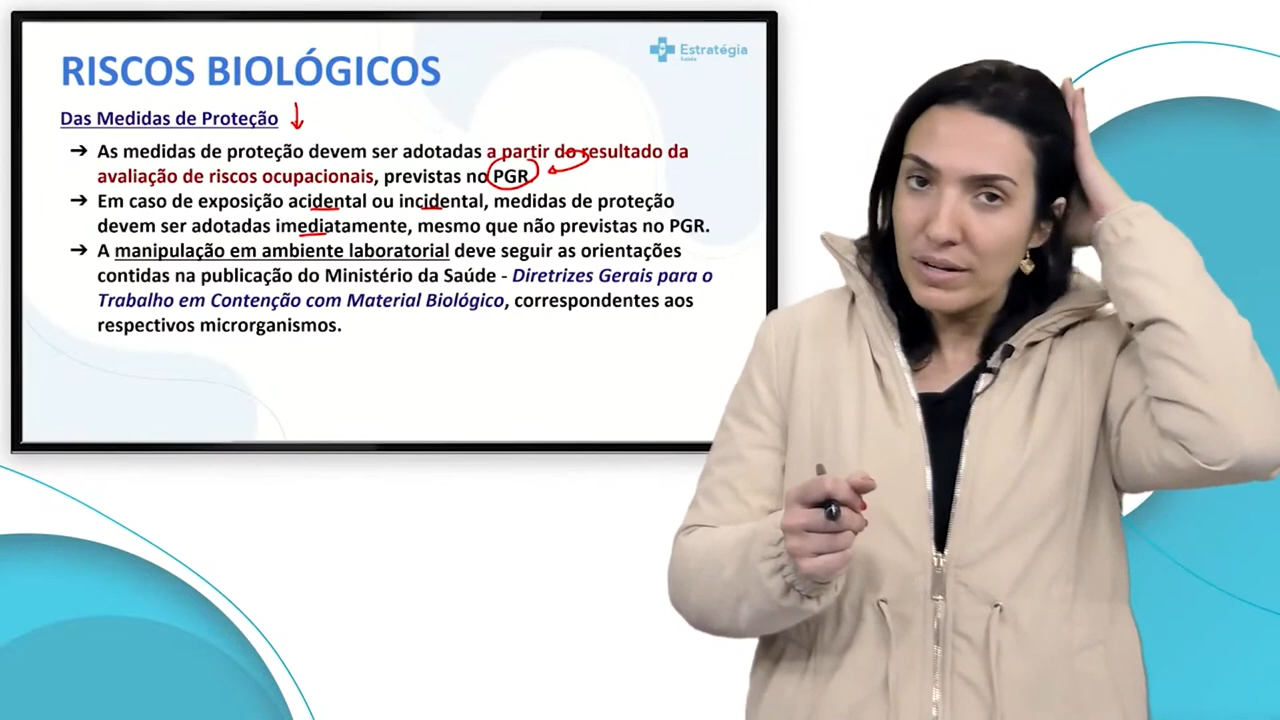 RISCOS BIOLÓGICOS
Estratégia
Saúde
Das Medidas de Proteção
➔ As medidas de proteção devem ser adotadas a partir do resultado da
avaliação de riscos ocupacionais, previstas no PGR
➔ Em caso de exposição acidental ou incidental, medidas de proteção
devem ser adotadas imediatamente, mesmo que não previstas no PGR.
➔ A manipulação em ambiente laboratorial deve seguir as orientações
contidas na publicação do Ministério da Saúde - Diretrizes Gerais para o
Trabalho em Contenção com Material Biológico, correspondentes aos
respectivos microrganismos.